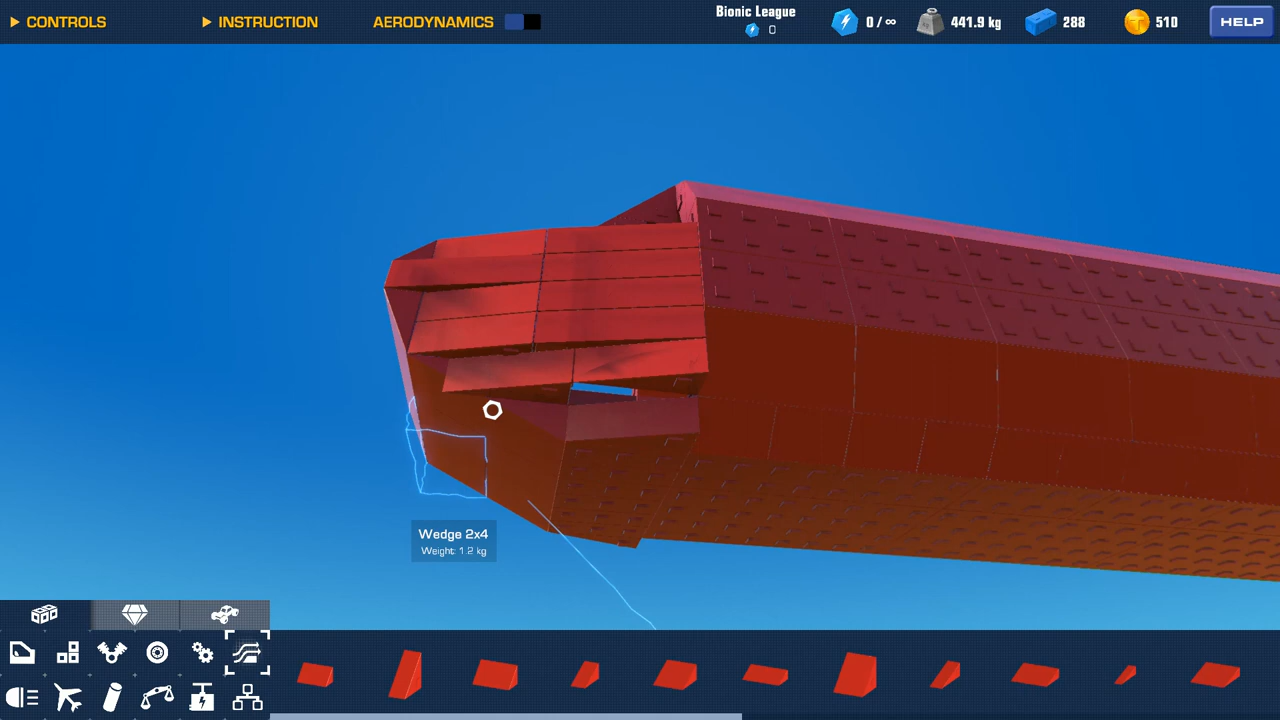 CONTROLS
INSTRUCTION
AERODYNAMICS
Bionic League
0
0 / ∞
441.9 kg
288
510
HELP
Wedge 2x4
Weight: 1.2 kg